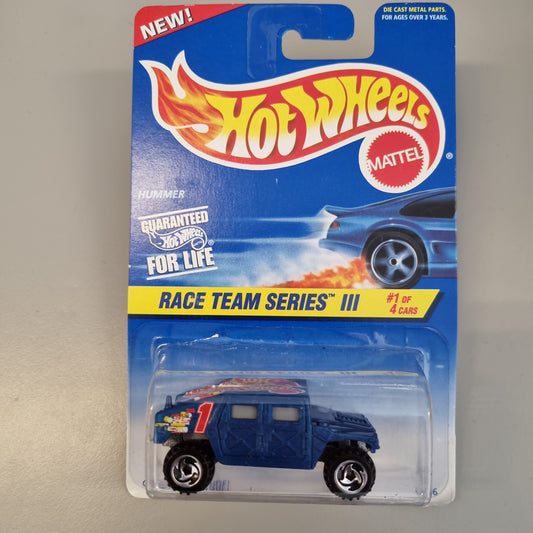 NEW!
DIE CAST METAL PARTS.
FOR AGES OVER 3 YEARS.
HOT WHEELS
MATTEL
®
HUMMER
GUARANTEED
HOT WHEELS
®
FOR LIFE
RACE TEAM SERIES™ III
#1 OF
4 CARS
1